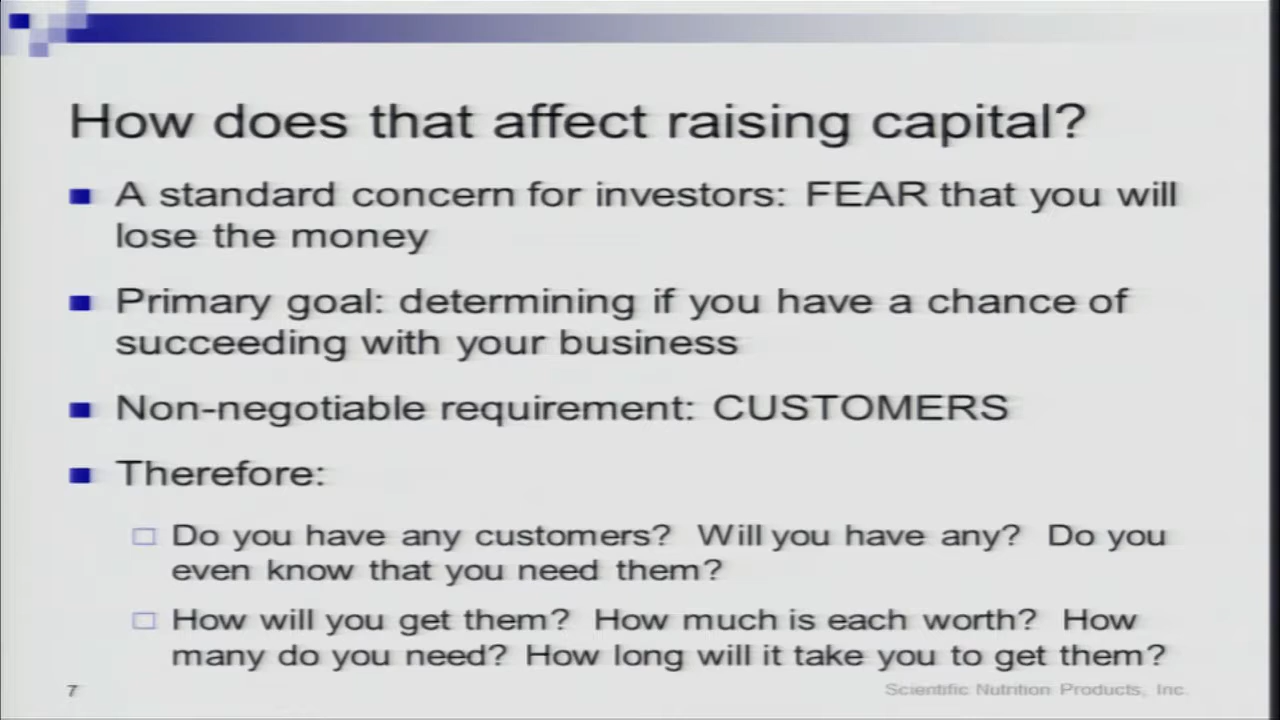 How does that affect raising capital?
A standard concern for investors: FEAR that you will
lose the money
Primary goal: determining if you have a chance of
succeeding with your business
Non-negotiable requirement: CUSTOMERS
Therefore:
Do you have any customers? Will you have any? Do you
even know that you need them?
How will you get them? How much is each worth? How
many do you need? How long will it take you to get them?
7
Scientific Nutrition Products, Inc.